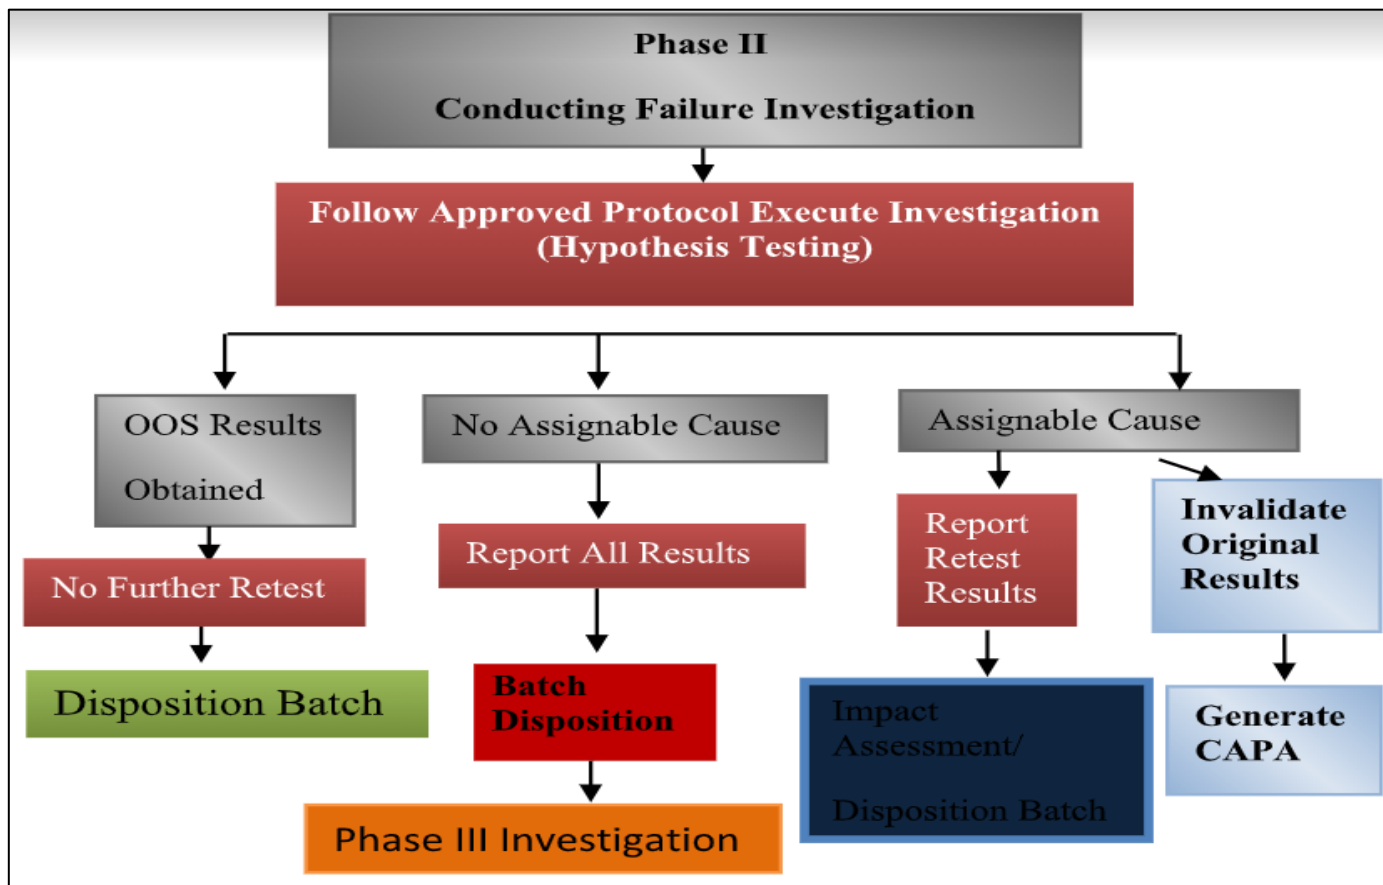 Phase II
Conducting Failure Investigation
Follow Approved Protocol Execute Investigation
(Hypothesis Testing)
OOS Results
Obtained
No Further Retest
Disposition Batch
No Assignable Cause
Report All Results
Batch
Disposition
Phase III Investigation
Assignable Cause
Report
Retest
Results
Impact
Assessment/
Disposition Batch
Invalidate
Original
Results
Generate
CAPA